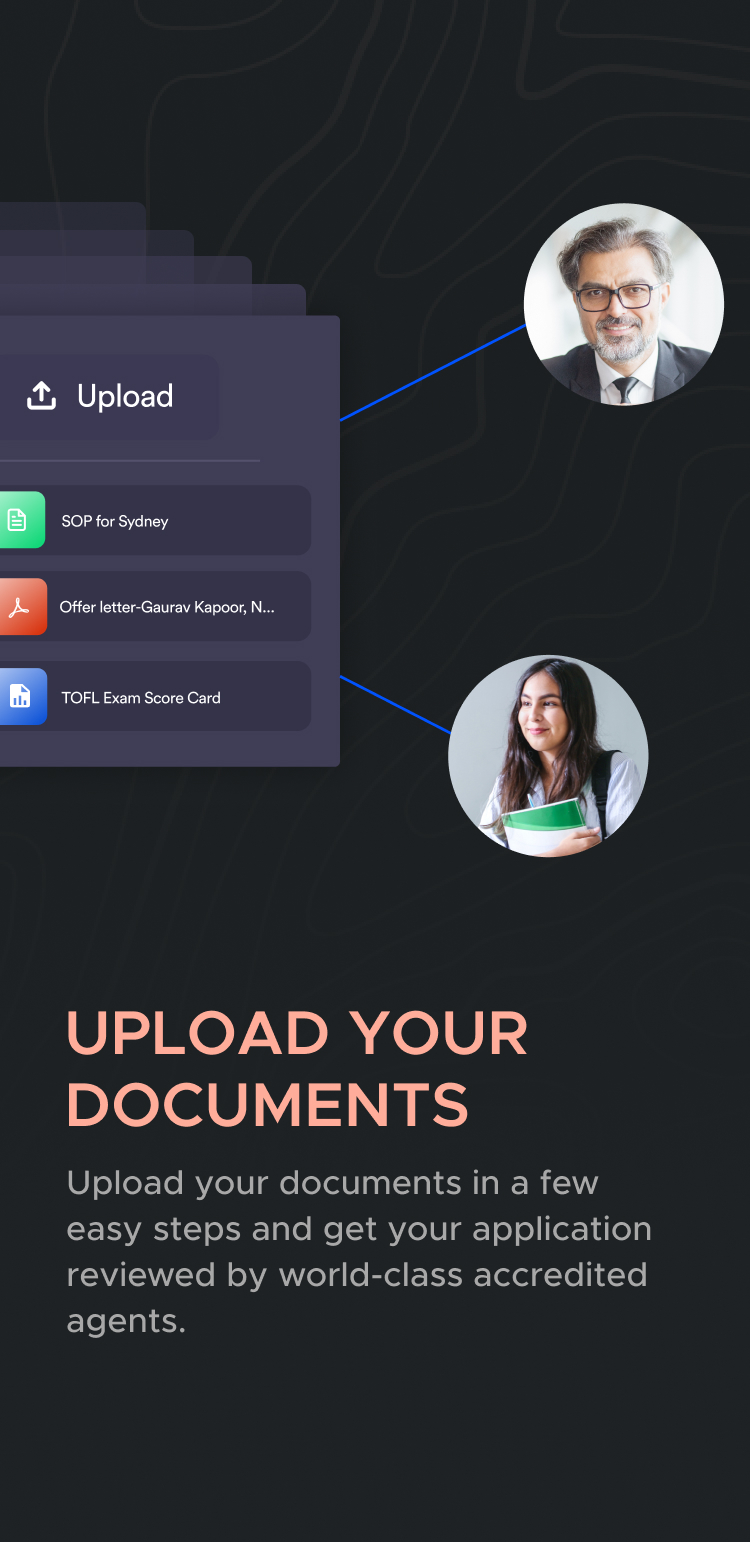 Upload
SOP for Sydney
Offer letter-Gaurav Kapoor, N...
TOFL Exam Score Card
UPLOAD YOUR
DOCUMENTS
Upload your documents in a few
easy steps and get your application
reviewed by world-class accredited
agents.